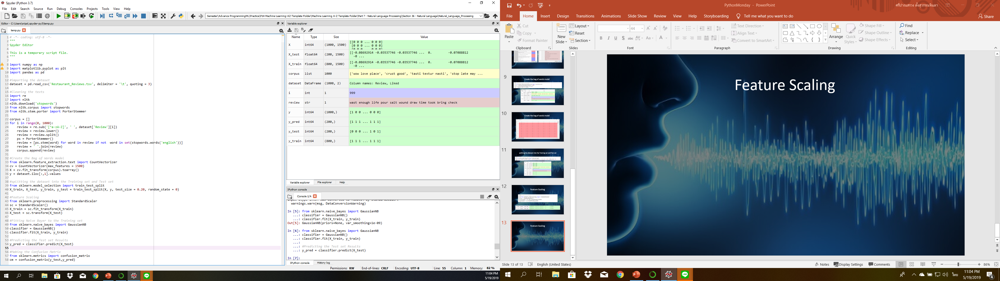 Spyder (Python 3.7)
File Edit Search Source Run Debug Consoles Projects Tools View Help
Semester\Advance ProgrammingML\Practice\P14-Machine-Learning-AZ-Template-Folder\Machine Learning A-Z Template Folder\Part 7 - Natural Language Processing\Section 36 - Natural Language\Natural_Language_Processing
Editor - C:\Users\sripa\.spyder-py3\temp.py
temp.py
1 # -*- coding: utf-8 -*-
2 """
3 Spyder Editor
4
5 This is a temporary script file.
6 """
7
8 import numpy as np
9 import matplotlib.pyplot as plt
10 import pandas as pd
11
12 #importing the dataset
13 dataset = pd.read_csv('Restaurant_Reviews.tsv', delimiter = '\t', quoting = 3)
14
15 #Cleaning the texts
16 import re
17 import nltk
18 nltk.download('stopwords')
19 from nltk.corpus import stopwords
20 from nltk.stem.porter import PorterStemmer
21
22 corpus = []
23 for i in range(0, 1000):
24 review = re.sub('[^a-zA-Z]', ' ', dataset['Review'][i])
25 review = review.lower()
26 review = review.split()
27 ps = PorterStemmer()
28 review = [ps.stem(word) for word in review if not word in set(stopwords.words('english'))]
29 review = ' '.join(review)
30 corpus.append(review)
31
32 #Create the Bag of Words model
33 from sklearn.feature_extraction.text import CountVectorizer
34 cv = CountVectorizer(max_features = 1500)
35 X = cv.fit_transform(corpus).toarray()
36 y = dataset.iloc[:,1].values
37
38 #splitting the dataset into the Training set and Test set
39 from sklearn.model_selection import train_test_split
40 X_train, X_test, y_train, y_test = train_test_split(X, y, test_size = 0.20, random_state = 0)
41
42 #Feature Scaling
43 from sklearn.preprocessing import StandardScaler
44 sc = StandardScaler()
45 X_train = sc.fit_transform(X_train)
46 X_test = sc.transform(X_test)
47
48 #Fitting Naive Bayer to the Training set
49 from sklearn.naive_bayes import GaussianNB
50 classifier = GaussianNB()
51 classifier.fit(X_train, y_train)
52
53 #Predicting the Test set Results
54 y_pred = classifier.predict(X_test)
55
56 #Making the Confusion Matrix
57 from sklearn.metrics import confusion_matrix
58 cm = confusion_matrix(y_test,y_pred)
Variable explorer
Name Type Size Value
X int64 (1000, 1500) [[0 0 0 ... 0 0 0]
[0 0 0 ... 0 0 0]
X_test float64 (200, 1500) [[-0.08692914 -0.03537746 -0.03537746 ... 0. -0.07088812
-0 ...
X_train float64 (800, 1500) [[-0.08692914 -0.03537746 -0.03537746 ... 0. -0.07088812
-0 ...
corpus list 1000 ['wow love place', 'crust good', 'tasti textur nasti', 'stop late may ...
dataset DataFrame (1000, 2) Column names: Review, Liked
i int 1 999
review str 1 wast enough life pour salt wound draw time took bring check
y int64 (1000,) [1 0 0 ... 0 0 0]
y_pred int64 (200,) [1 1 1 ... 1 1 1]
y_test int64 (200,) [0 0 0 ... 1 0 1]
y_train int64 (800,) [1 1 1 ... 1 1 1]
Variable explorer File explorer Help
IPython console
Console 1/A
warnings.warn(msg, DataConversionWarning)
In [5]: from sklearn.naive_bayes import GaussianNB
...: classifier = GaussianNB()
...: classifier.fit(X_train, y_train)
Out[5]: GaussianNB(priors=None, var_smoothing=1e-09)
In [6]: from sklearn.naive_bayes import GaussianNB
...: classifier = GaussianNB()
...: classifier.fit(X_train, y_train)
...:
...: #Predicting the Test set Results
...: y_pred = classifier.predict(X_test)
In [7]:
IPython console History log
Permissions: RW End-of-lines: CRLF Encoding: UTF-8 Line: 55 Column: 1 Memory: 82 %
11:04 PM
5/19/2019
PythonMonday - PowerPoint
File Home Insert Design Transitions Animations Slide Show Review View Help Storyboarding Tell me what you want to do Share
Paste Cut Copy Format Painter Clipboard
New Slide Layout Reset Section Slides
44 B I U S abc AV Aa A Font
Text Direction Align Text Convert to SmartArt Paragraph
Arrange Quick Styles Shape Fill Shape Outline Shape Effects Drawing
Find Replace Select Editing
9 Create the bag of words model
10 Create the bag of words model
11 splitting the dataset into the Training set and Test set
12 Feature Scaling
13 Feature Scaling
Feature Scaling
Slide 13 of 13 English (United States) Notes Display Settings Comments 86%
ไทย
11:04 PM
5/19/2019
4